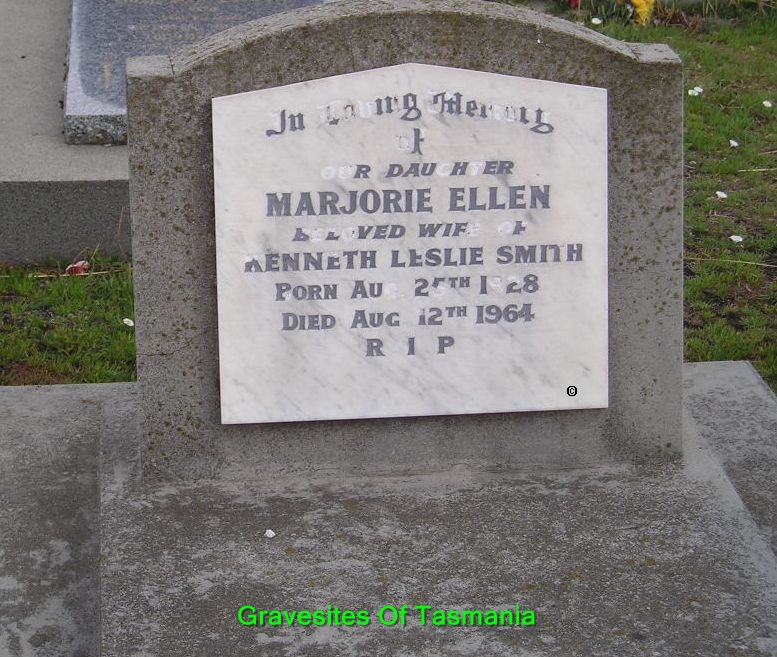 In Loving Memory
of
OUR DAUGHTER
MARJORIE ELLEN
BELOVED WIFE OF
KENNETH LESLIE SMITH
BORN AUG 25TH 1928
DIED AUG 12TH 1964
R I P
©
Gravesites Of Tasmania